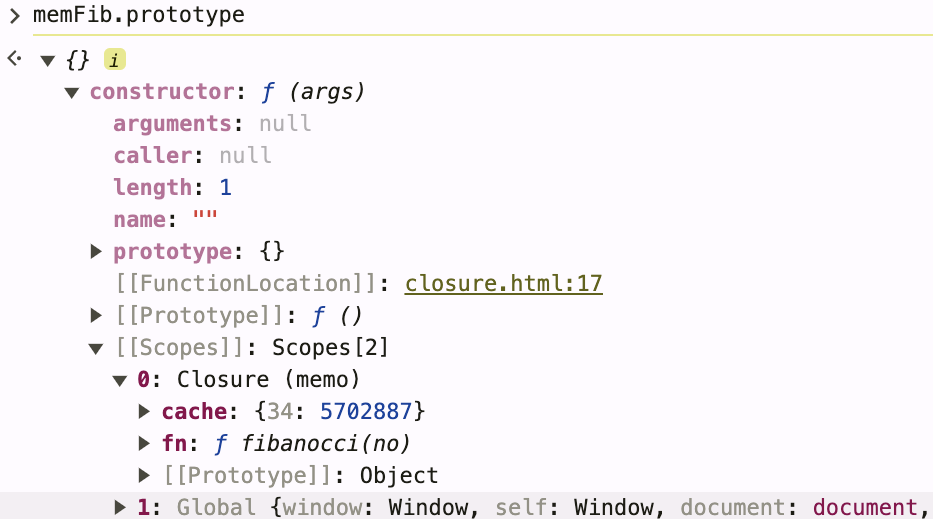 memFib.prototype
{} i
constructor: ƒ (args)
arguments: null
caller: null
length: 1
name: ""
prototype: {}
[[FunctionLocation]]: closure.html:17
[[Prototype]]: ƒ ()
[[Scopes]]: Scopes[2]
0: Closure (memo)
cache: {34: 5702887}
fn: ƒ fibanocci(no)
[[Prototype]]: Object
1: Global {window: Window, self: Window, document: document,